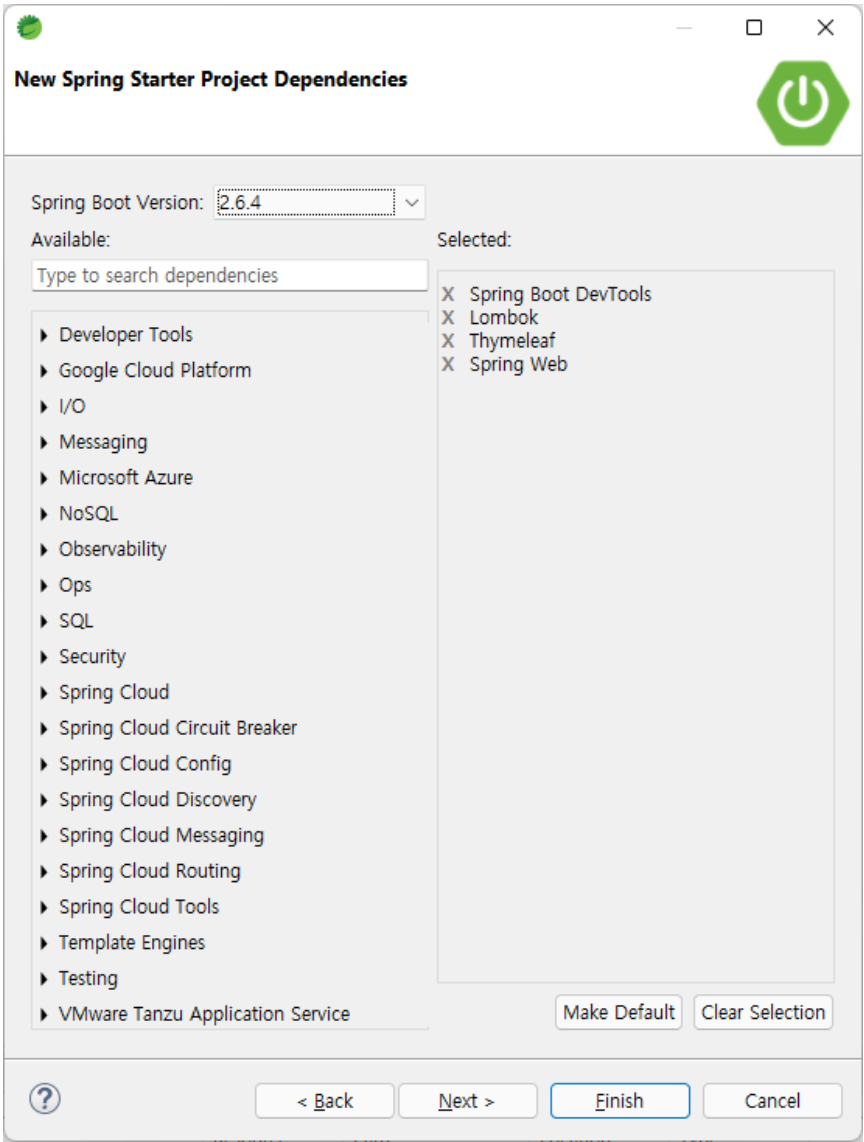 New Spring Starter Project Dependencies
Spring Boot Version: 2.6.4
Available:
Selected:
Type to search dependencies
X Spring Boot DevTools
X Lombok
X Thymeleaf
X Spring Web
Developer Tools
Google Cloud Platform
I/O
Messaging
Microsoft Azure
NoSQL
Observability
Ops
SQL
Security
Spring Cloud
Spring Cloud Circuit Breaker
Spring Cloud Config
Spring Cloud Discovery
Spring Cloud Messaging
Spring Cloud Routing
Spring Cloud Tools
Template Engines
Testing
VMware Tanzu Application Service
Make Default
Clear Selection
?
< Back
Next >
Finish
Cancel